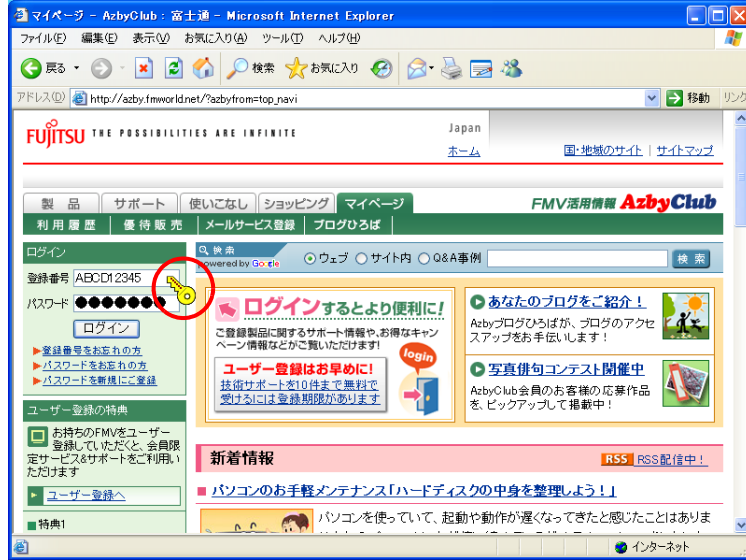 マイページ - AzbyClub : 富士通 - Microsoft Internet Explorer
ファイル(F) 編集(E) 表示(V) お気に入り(A) ツール(T) ヘルプ(H)
戻る 検索 お気に入り
アドレス(D) http://azby.fmworld.net/?azbyfrom=top_navi 移動 リンク
FUJITSU THE POSSIBILITIES ARE INFINITE Japan
ホーム 国・地域のサイト | サイトマップ
製品 サポート 使いこなし ショッピング マイページ FMV活用情報 AzbyClub
利用履歴 優待販売 メールサービス登録 ブログひろば
ログイン
登録番号 ABCD12345
パスワード ●●●●●●●
ログイン
▶登録番号をお忘れの方
▶パスワードをお忘れの方
▶パスワードを新規にご登録
ユーザー登録の特典
お持ちのFMVをユーザー
登録していただくと、会員限
定サービス&サポートをご利用い
ただけます
ユーザー登録へ
■特典1
検索
powered by Google
ウェブ サイト内 Q&A事例 検索
ログインするとより便利に!
ご登録製品に関するサポート情報や、お得なキャン
ペーン情報などがご覧いただけます!
ユーザー登録はお早めに!
技術サポートを10件まで無料で
受けるには登録期限があります
login
あなたのブログをご紹介!
Azbyブログひろばが、ブログのアクセ
スアップをお手伝いします!
写真俳句コンテスト開催中
AzbyClub会員のお客様の応募作品
を、ピックアップして掲載中!
新着情報 RSS RSS配信中!
■ パソコンのお手軽メンテナンス「ハードディスクの中身を整理しよう!」
パソコンを使っていて、起動や動作が遅くなってきたと感じたことはありま
インターネット